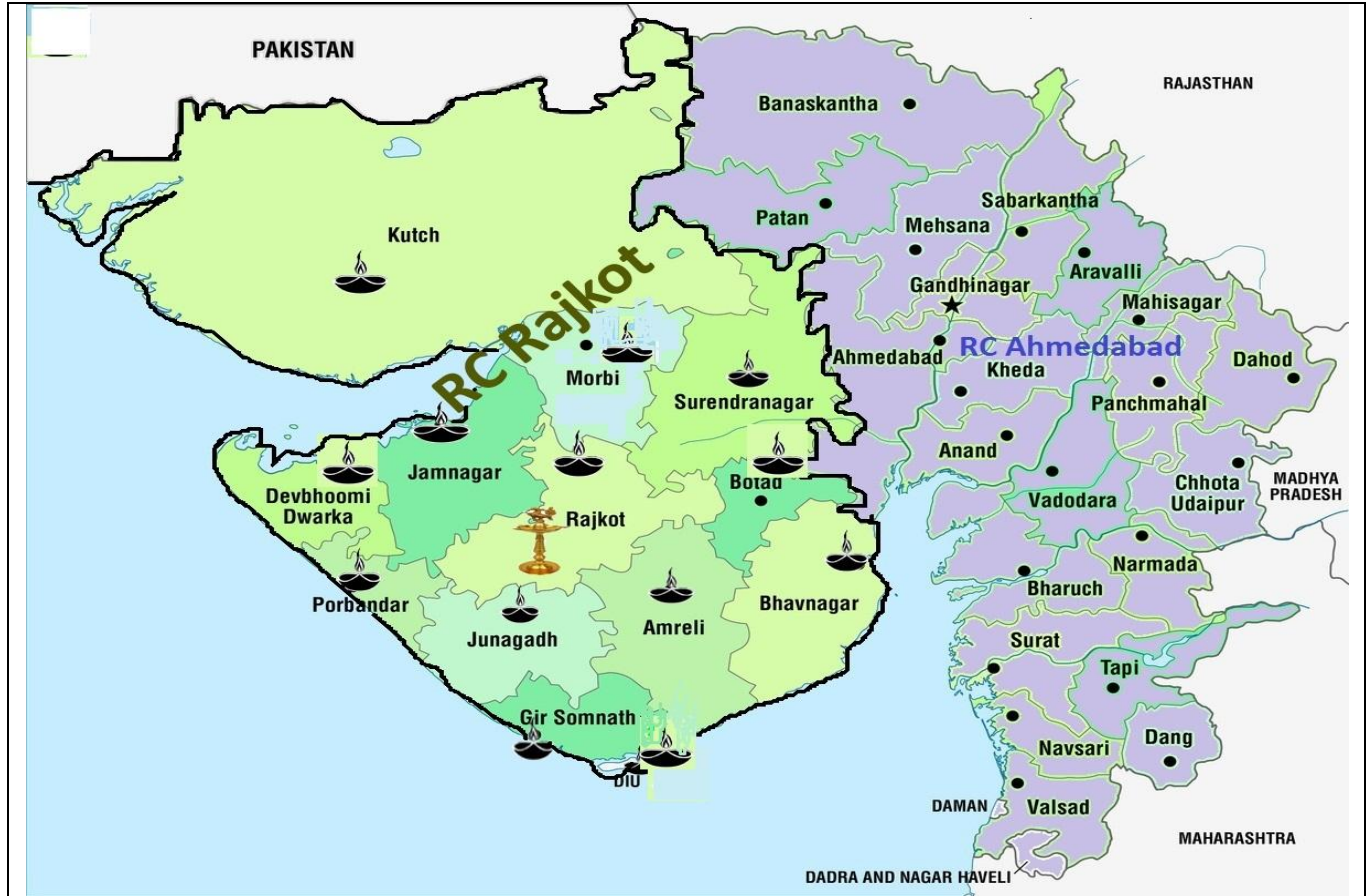 PAKISTAN
RAJASTHAN
Banaskantha
Patan
Sabarkantha
Mehsana
Kutch
Aravalli
Gandhinagar
Mahisagar
RC Rajkot
Ahmedabad
RC Ahmedabad
Kheda
Dahod
Morbi
Surendranagar
Panchmahal
Anand
Jamnagar
Botad
Chhota
Udaipur
MADHYA
PRADESH
Devbhoomi
Dwarka
Vadodara
Rajkot
Narmada
Bharuch
Porbandar
Bhavnagar
Junagadh
Amreli
Surat
Tapi
Gir Somnath
Dang
Navsari
DIU
DAMAN
Valsad
MAHARASHTRA
DADRA AND NAGAR HAVELI